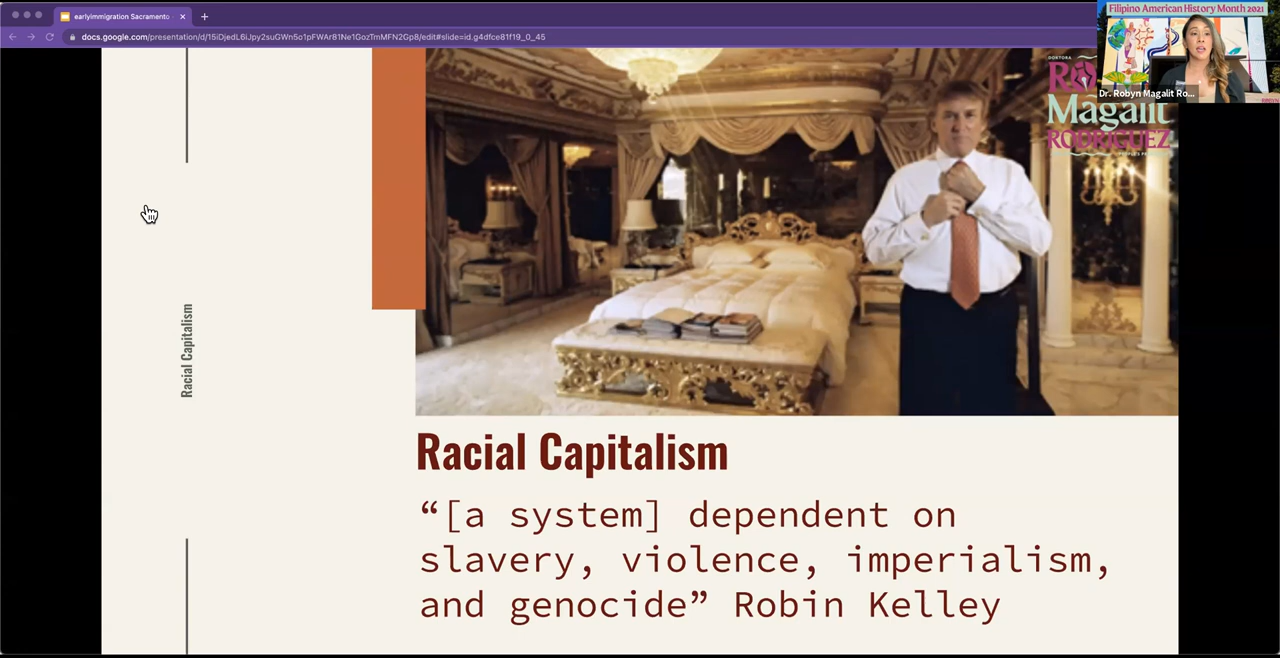 earlyimmigration Sacramento
docs.google.com/presentation/d/15iDjedL6iJpy2suGWn5o1pFWAr81Ne1GozTmMFN2Gp8/edit#slide=id.g4dfce81f19_0_45
Filipino American History Month 2021
Dr. Robyn Magalit Ro...
Magalit
RODRIGUEZ
Racial Capitalism
Racial Capitalism
“[a system] dependent on
slavery, violence, imperialism,
and genocide” Robin Kelley